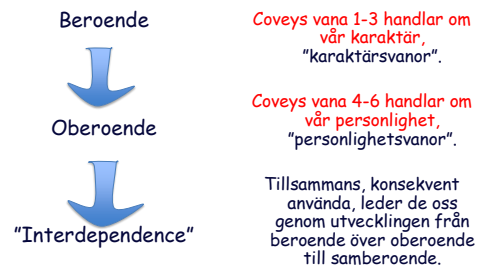 Beroende
Oberoende
"Interdependence"
Coveys vana 1-3 handlar om
vår karaktär,
"karaktärsvanor".
Coveys vana 4-6 handlar om
vår personlighet,
"personlighetsvanor".
Tillsammans, konsekvent
använda, leder de oss
genom utvecklingen från
beroende över oberoende
till samberoende.